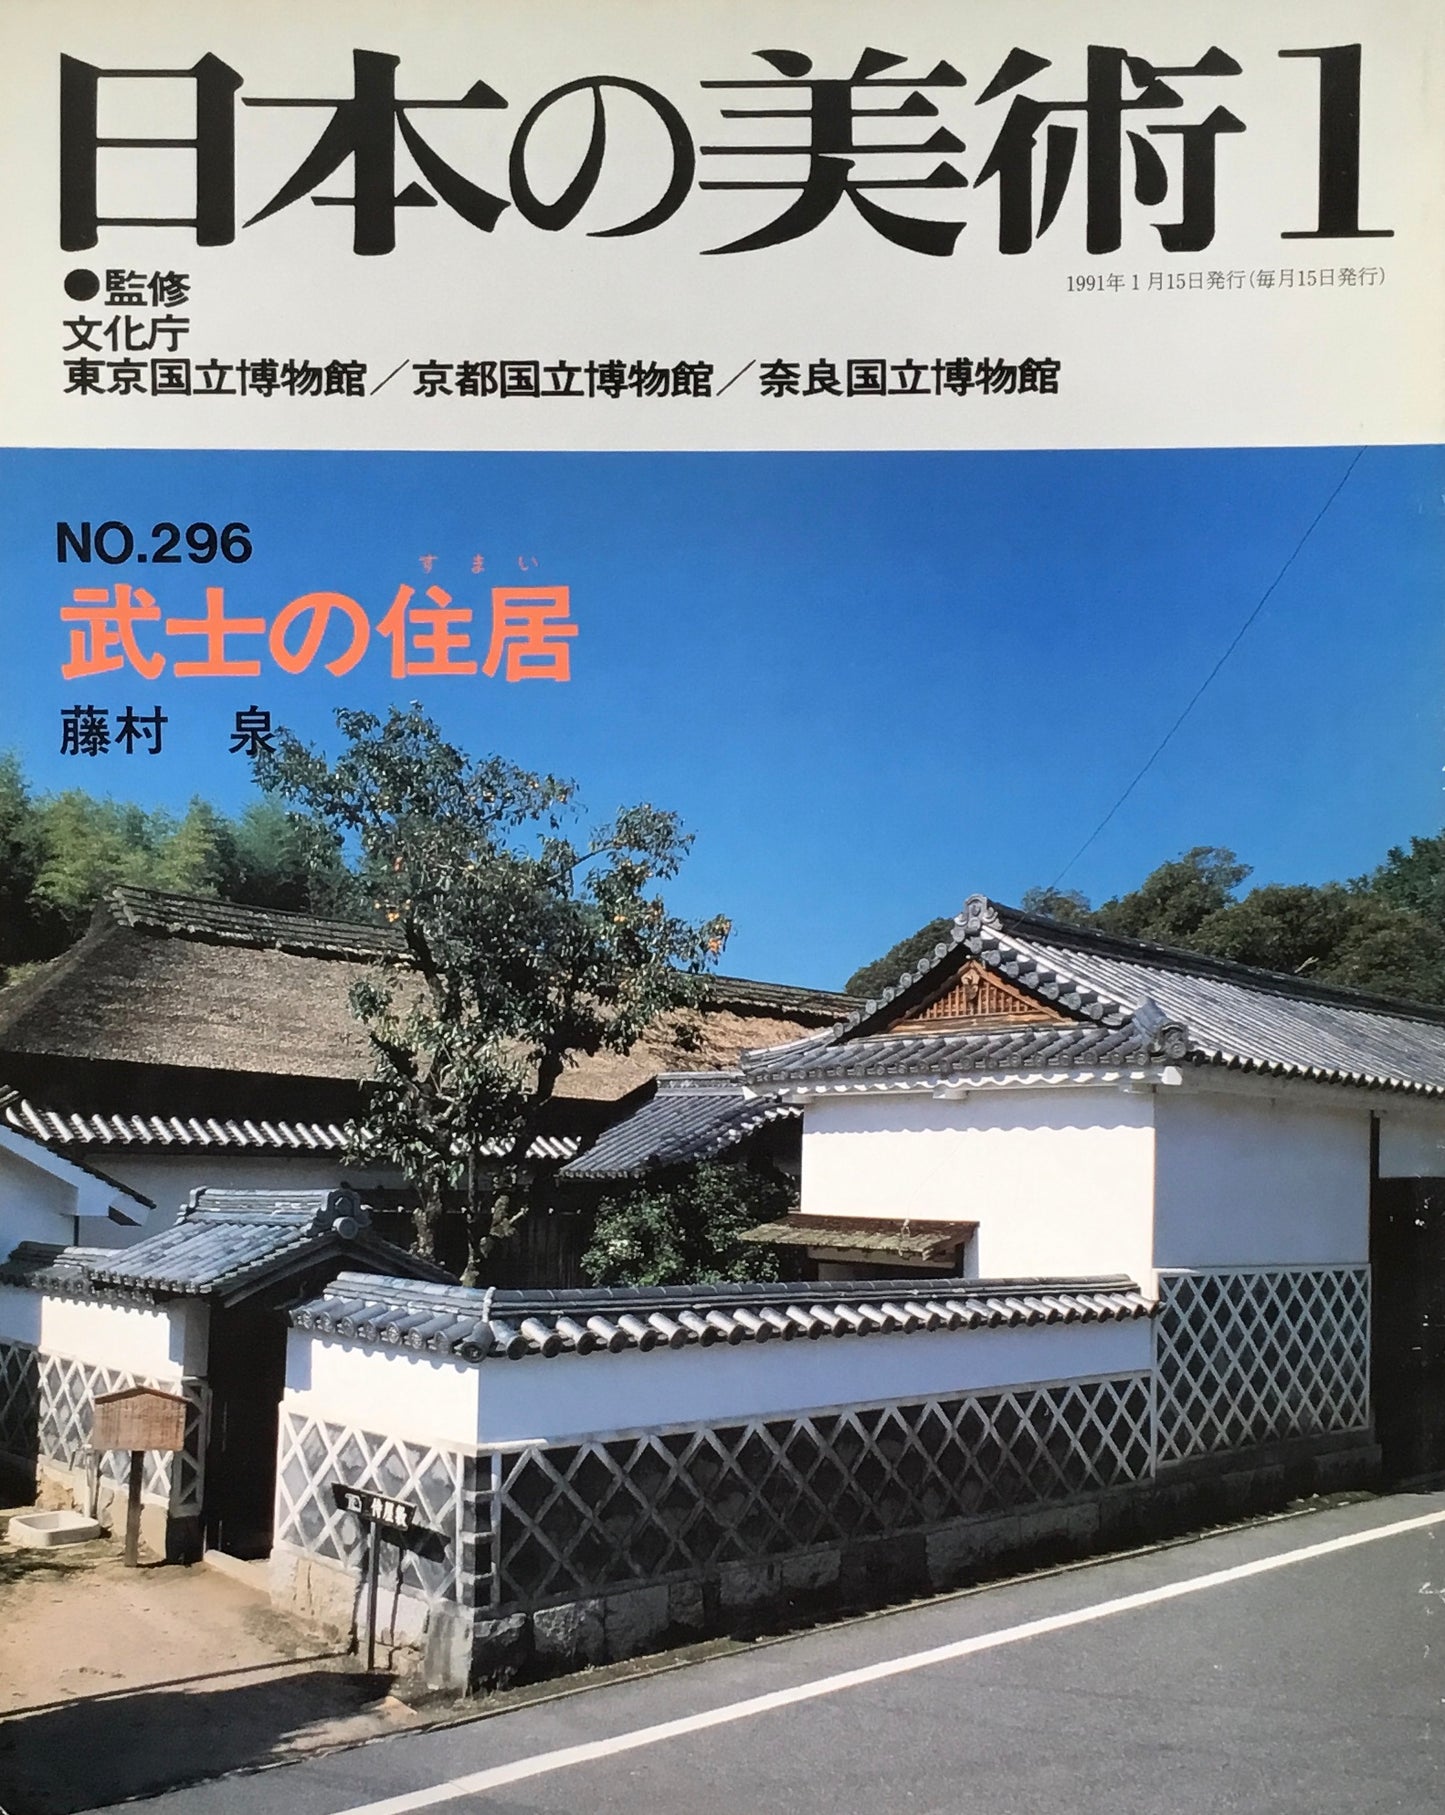 日本の美術1
1991年1月15日発行(毎月15日発行)
●監修
文化庁
東京国立博物館／京都国立博物館／奈良国立博物館
NO.296
すまい
武士の住居
藤村 泉
侍屋敷